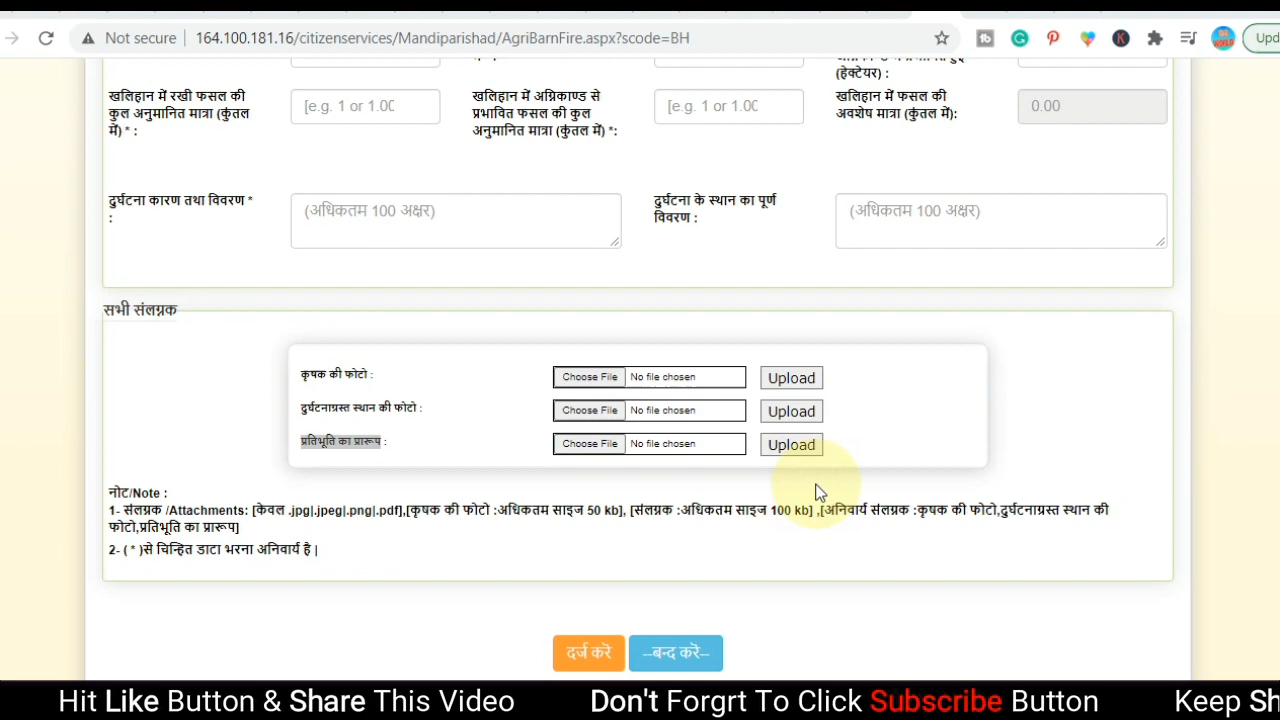 Not secure | 164.100.181.16/citizenservices/Mandiparishad/AgriBarnFire.aspx?scode=BH
(हेक्टेयर) :
खलिहान में रखी फसल की कुल अनुमानित मात्रा (कुंतल में) * :
[e.g. 1 or 1.00
खलिहान में अग्निकाण्ड से प्रभावित फसल की कुल अनुमानित मात्रा (कुंतल में) *:
[e.g. 1 or 1.00
खलिहान में फसल की अवशेष मात्रा (कुंतल में):
0.00
दुर्घटना कारण तथा विवरण * :
(अधिकतम 100 अक्षर)
दुर्घटना के स्थान का पूर्ण विवरण :
(अधिकतम 100 अक्षर)
सभी संलग्नक
कृषक की फोटो : Choose File No file chosen Upload
दुर्घटनाग्रस्त स्थान की फोटो : Choose File No file chosen Upload
प्रतिभूति का प्रारूप : Choose File No file chosen Upload
नोट/Note :
1- संलग्नक /Attachments: [केवल .jpg|.jpeg|.png|.pdf],[कृषक की फोटो :अधिकतम साइज 50 kb], [संलग्नक :अधिकतम साइज 100 kb] ,[अनिवार्य संलग्नक :कृषक की फोटो,दुर्घटनाग्रस्त स्थान की
फोटो,प्रतिभूति का प्रारूप]
2- ( * )से चिन्हित डाटा भरना अनिवार्य है |
दर्ज करें --बन्द करें--
Hit Like Button & Share This Video Don't Forgrt To Click Subscribe Button Keep Sh